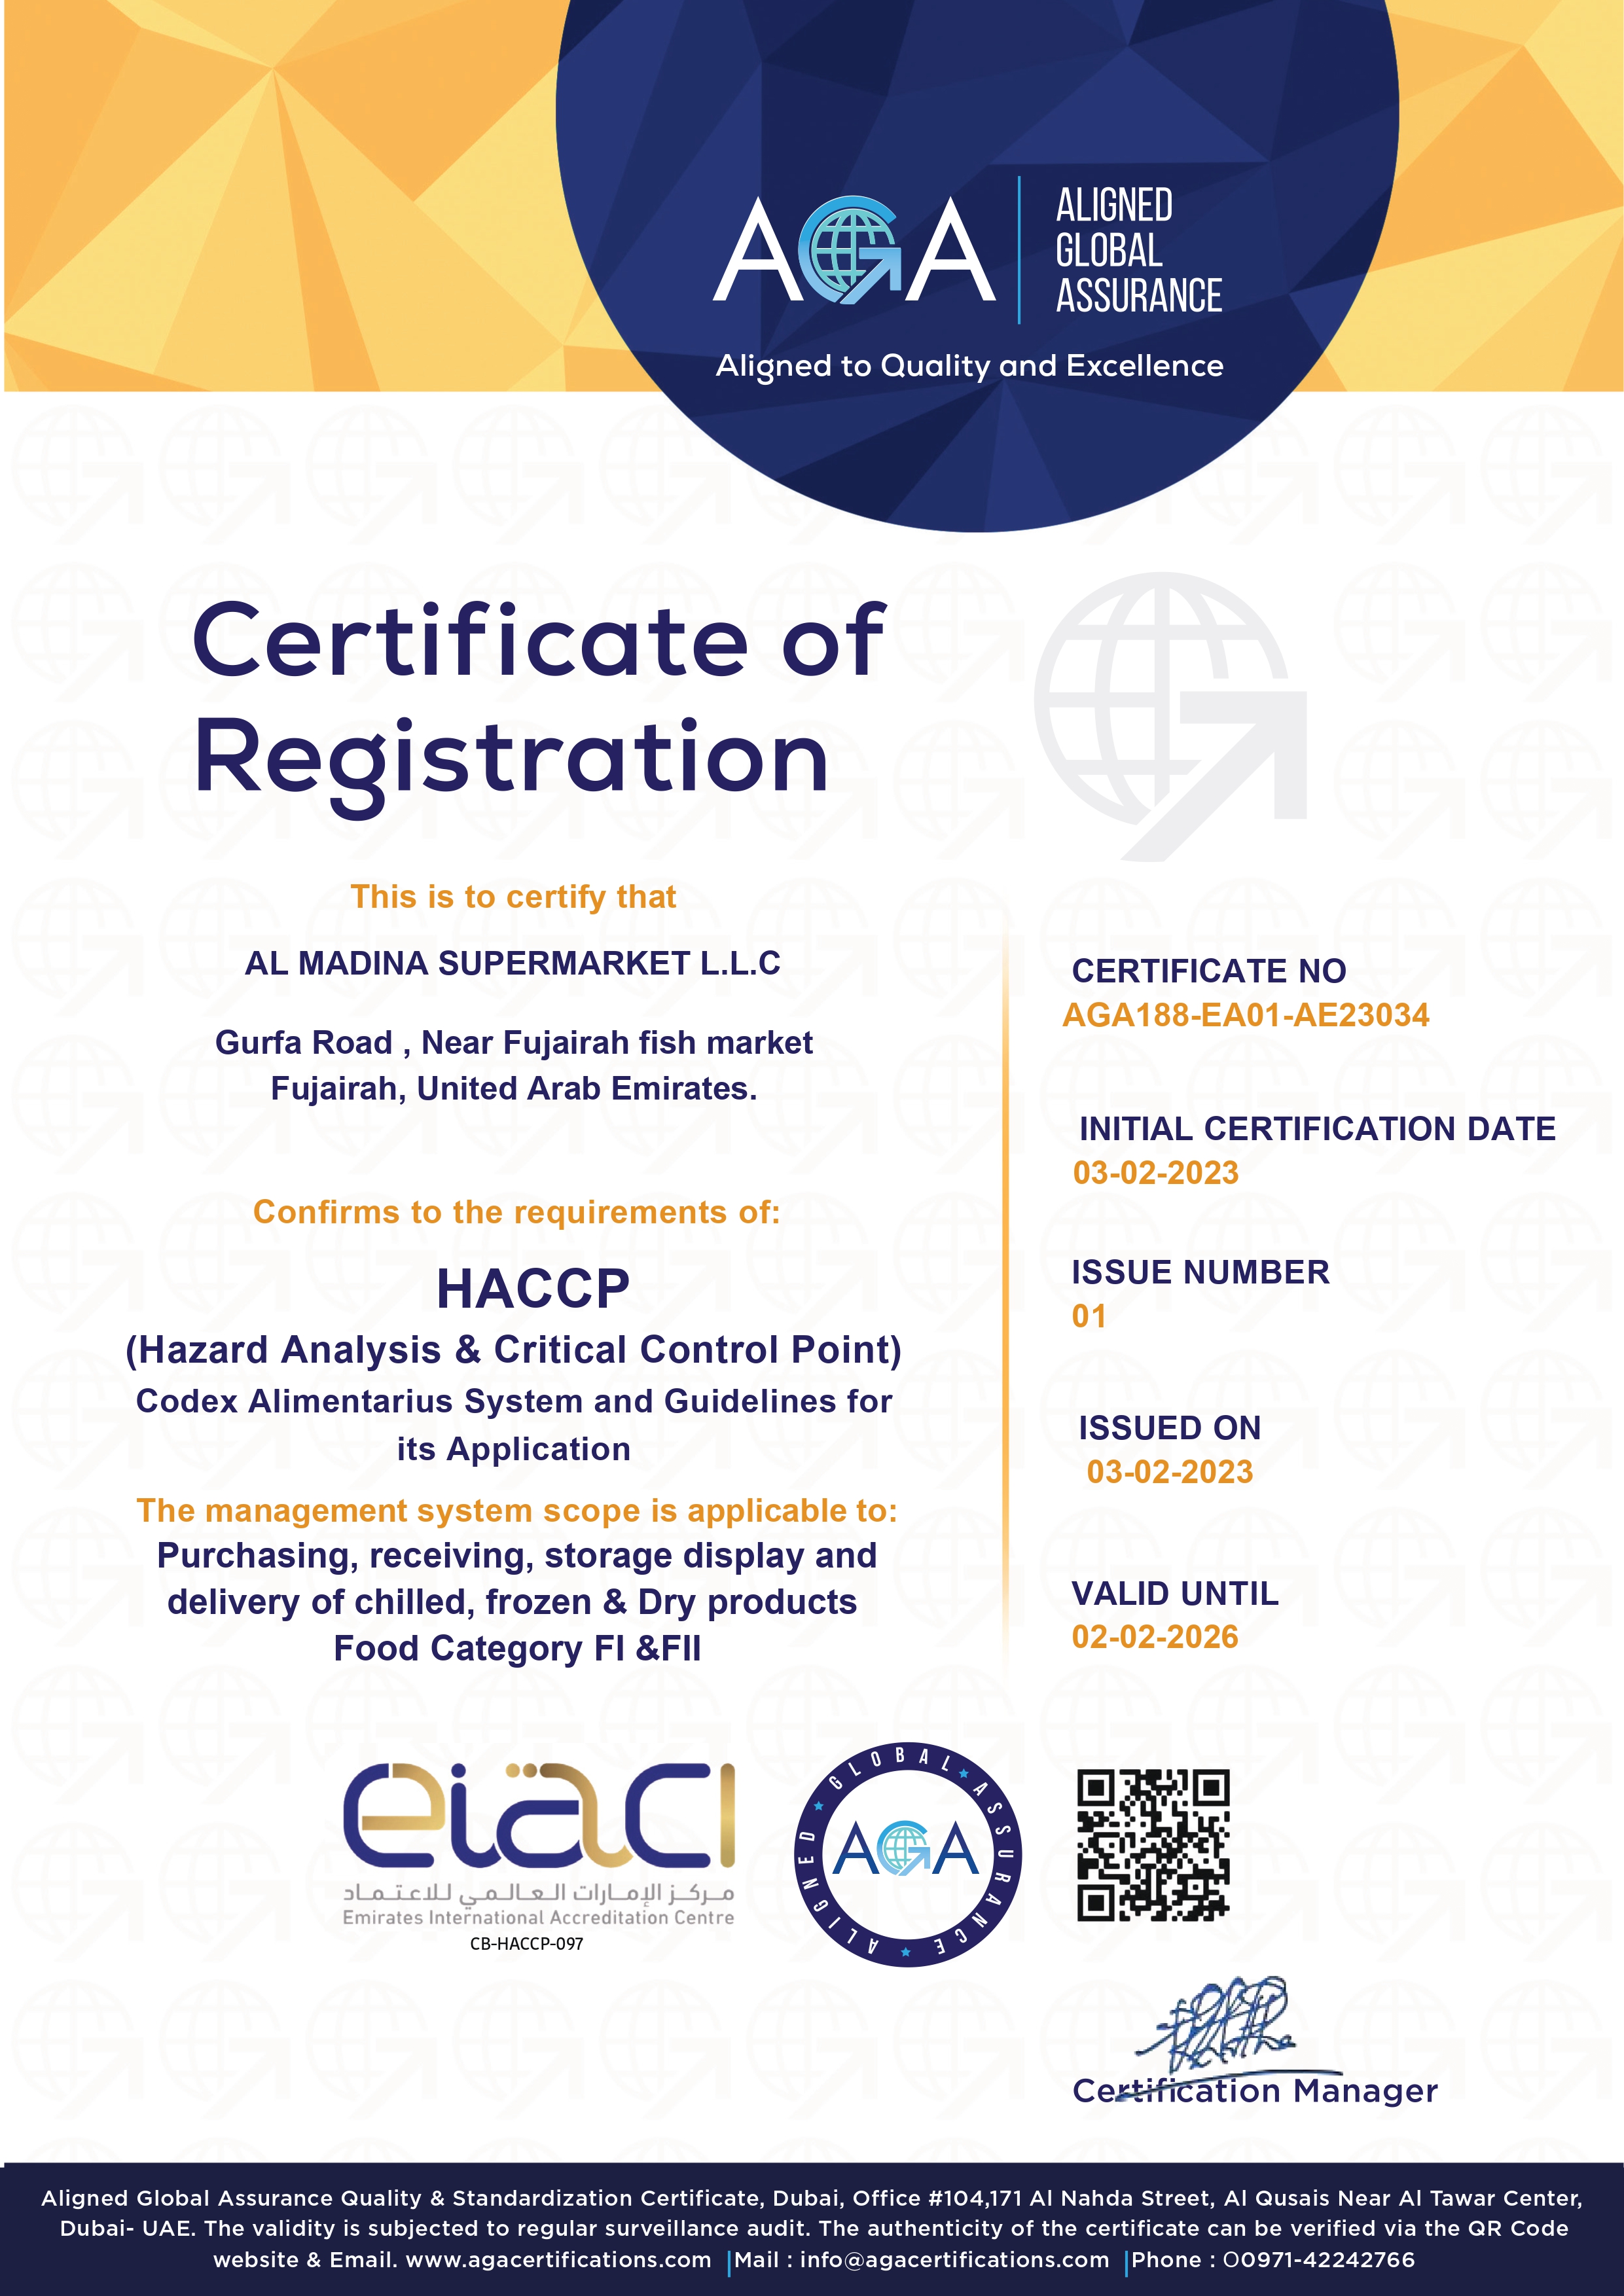 AGA
ALIGNED
GLOBAL
ASSURANCE
Aligned to Quality and Excellence
Certificate of
Registration
This is to certify that
AL MADINA SUPERMARKET L.L.C
Gurfa Road , Near Fujairah fish market
Fujairah, United Arab Emirates.
Confirms to the requirements of:
HACCP
(Hazard Analysis & Critical Control Point)
Codex Alimentarius System and Guidelines for
its Application
The management system scope is applicable to:
Purchasing, receiving, storage display and
delivery of chilled, frozen & Dry products
Food Category FI &FII
CERTIFICATE NO
AGA188-EA01-AE23034
INITIAL CERTIFICATION DATE
03-02-2023
ISSUE NUMBER
01
ISSUED ON
03-02-2023
VALID UNTIL
02-02-2026
eiaci
مركز الإمارات العالمي للاعتماد
Emirates International Accreditation Centre
CB-HACCP-097
ALIGNED GLOBAL ASSURANCE
AGA
Certification Manager
Aligned Global Assurance Quality & Standardization Certificate, Dubai, Office #104,171 Al Nahda Street, Al Qusais Near Al Tawar Center,
Dubai- UAE. The validity is subjected to regular surveillance audit. The authenticity of the certificate can be verified via the QR Code
website & Email. www.agacertifications.com |Mail : info@agacertifications.com |Phone : O0971-42242766